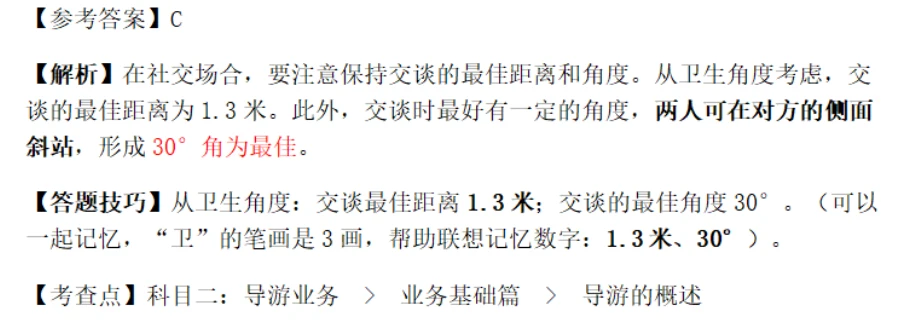 【参考答案】C
【解析】在社交场合，要注意保持交谈的最佳距离和角度。从卫生角度考虑，交
谈的最佳距离为 1.3 米。此外，交谈时最好有一定的角度，两人可在对方的侧面
斜站，形成 30° 角为最佳。
【答题技巧】从卫生角度：交谈最佳距离 1.3 米；交谈的最佳角度 30°。（可以
一起记忆，“卫”的笔画是 3 画，帮助联想记忆数字：1.3 米、30°）。
【考查点】科目二：导游业务 > 业务基础篇 > 导游的概述